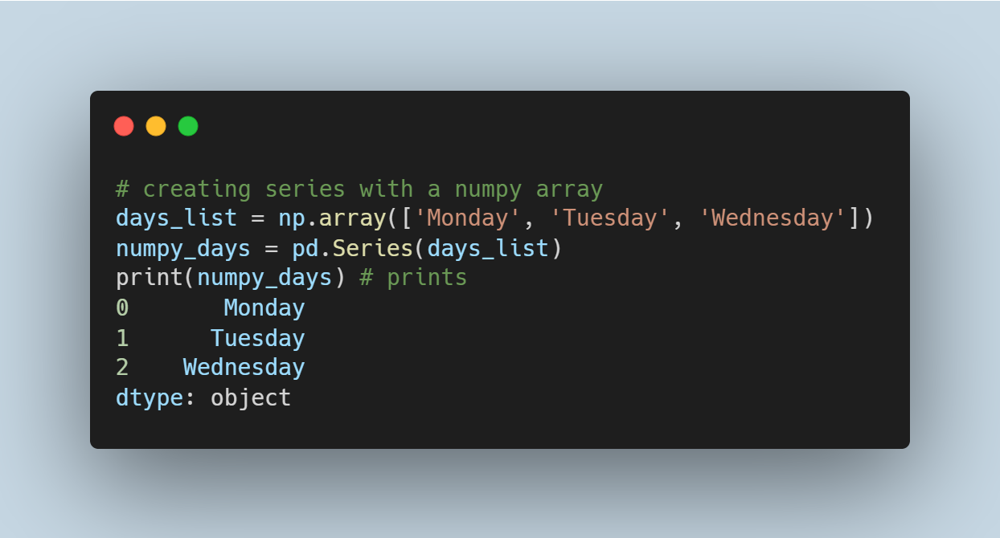 # creating series with a numpy array
days_list = np.array(['Monday', 'Tuesday', 'Wednesday'])
numpy_days = pd.Series(days_list)
print(numpy_days) # prints
0       Monday
1      Tuesday
2    Wednesday
dtype: object